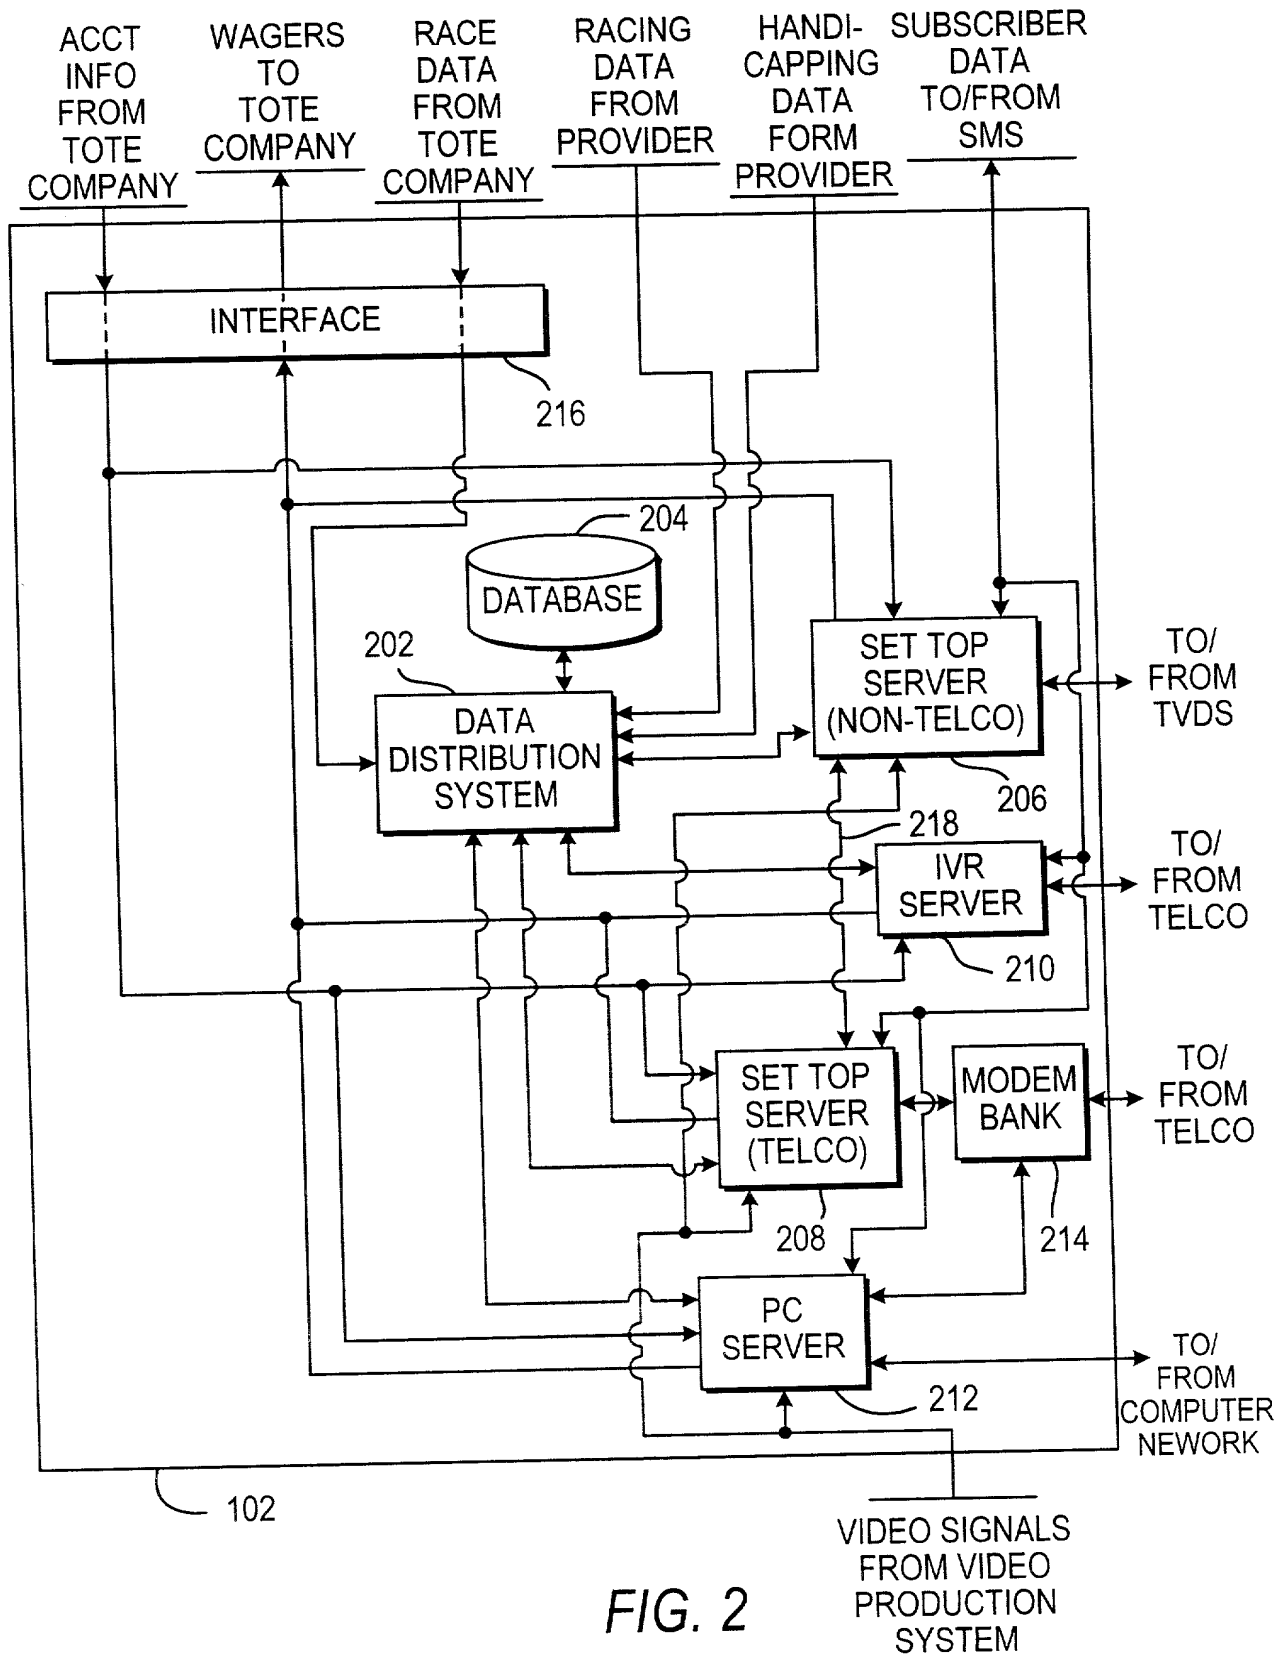 ACCT
INFO
FROM
TOTE
COMPANY
WAGERS
TO
TOTE
COMPANY
RACE
DATA
FROM
TOTE
COMPANY
RACING
DATA
FROM
PROVIDER
HANDI-
CAPPING
DATA
FORM
PROVIDER
SUBSCRIBER
DATA
TO/FROM
SMS
INTERFACE
216
204
DATABASE
202
DATA
DISTRIBUTION
SYSTEM
SET TOP
SERVER
(NON-TELCO)
206
TO/
FROM
TVDS
218
IVR
SERVER
210
TO/
FROM
TELCO
SET TOP
SERVER
(TELCO)
208
MODEM
BANK
214
TO/
FROM
TELCO
PC
SERVER
212
TO/
FROM
COMPUTER
NEWORK
102
VIDEO SIGNALS
FROM VIDEO
PRODUCTION
SYSTEM
FIG. 2